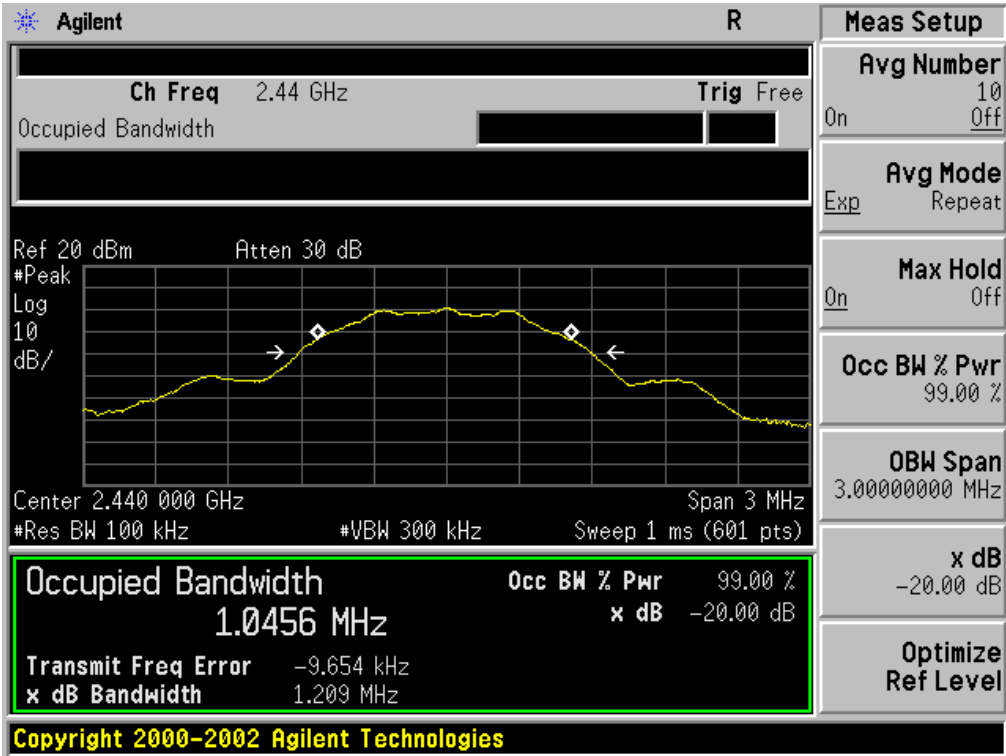 Agilent R
Ch Freq 2.44 GHz Trig Free
Occupied Bandwidth
Ref 20 dBm Atten 30 dB
#Peak
Log
10
dB/
Center 2.440 000 GHz Span 3 MHz
#Res BW 100 kHz #VBW 300 kHz Sweep 1 ms (601 pts)
Occupied Bandwidth
1.0456 MHz
Occ BW % Pwr 99.00 %
x dB -20.00 dB
Transmit Freq Error -9.654 kHz
x dB Bandwidth 1.209 MHz
Copyright 2000-2002 Agilent Technologies
Meas Setup
Avg Number
10
On Off
Avg Mode
Exp Repeat
Max Hold
On Off
Occ BW % Pwr
99.00 %
OBW Span
3.00000000 MHz
x dB
-20.00 dB
Optimize
Ref Level